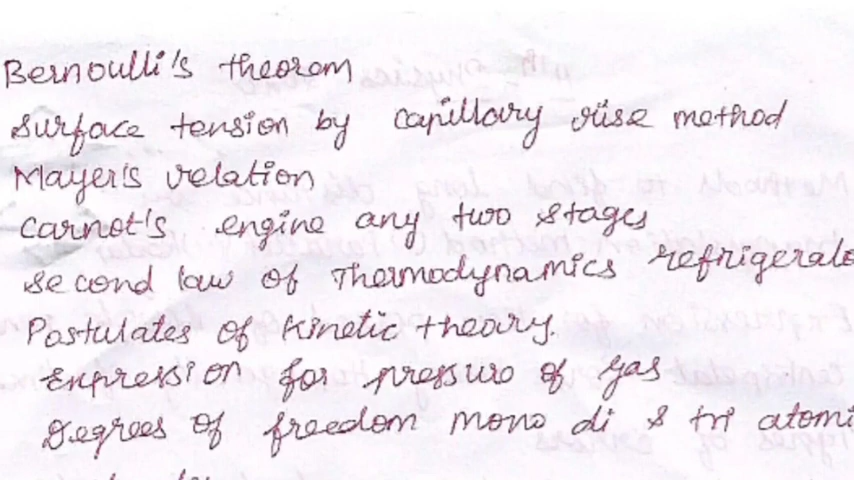 Bernoulli's theorem
Surface tension by capillary rise method
Mayer's relation
Carnot's engine any two stages
Second law of Thermodynamics refrigerato
Postulates of Kinetic theory.
Expression for pressure of gas
Degrees of freedom mono di & tri atomi